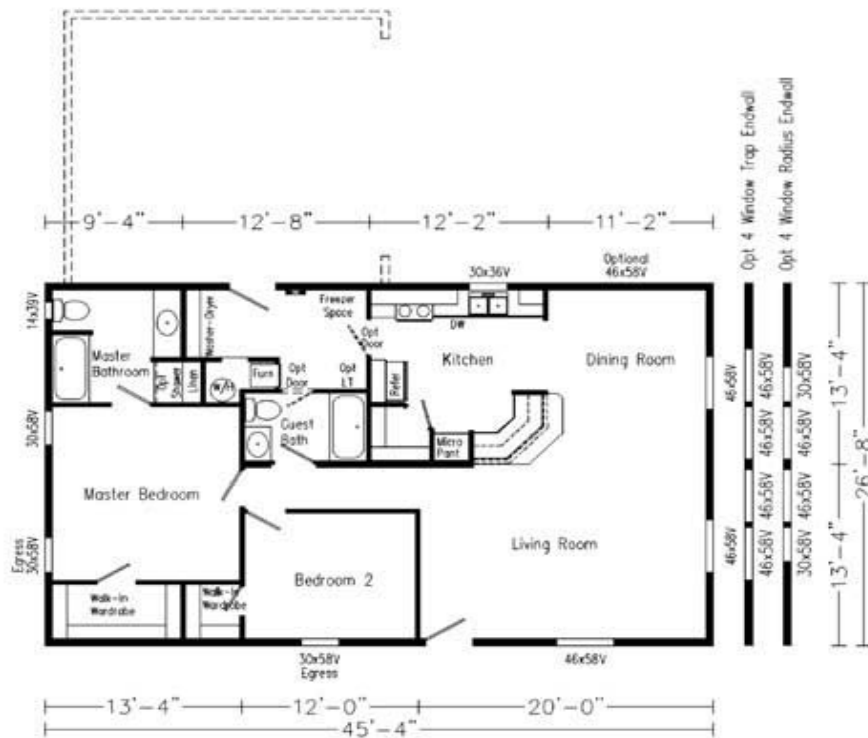 Opt 4 Window Trap Endwall
Opt 4 Window Radius Endwall
9'-4"
12'-8"
12'-2"
11'-2"
30x36V
Optional
46x58V
14x39V
Washer-Dryer
Freezer
Space
Opt
Door
DW
Kitchen
Dining Room
Master
Bathroom
Opt
Shower
Linen
W/H
Furn
Opt
Door
Opt
LT
Refer
Guest
Bath
Micro
Pant
30x58V
Master Bedroom
Egress
30x58V
Walk-In
Wardrobe
Walk-In
Wardrobe
Bedroom 2
Living Room
46x58V
46x58V
46x58V
46x58V
46x58V
46x58V
30x58V
46x58V
46x58V
30x58V
13'-4"
13'-4"
26'-8"
30x58V
Egress
46x58V
13'-4"
12'-0"
20'-0"
45'-4"